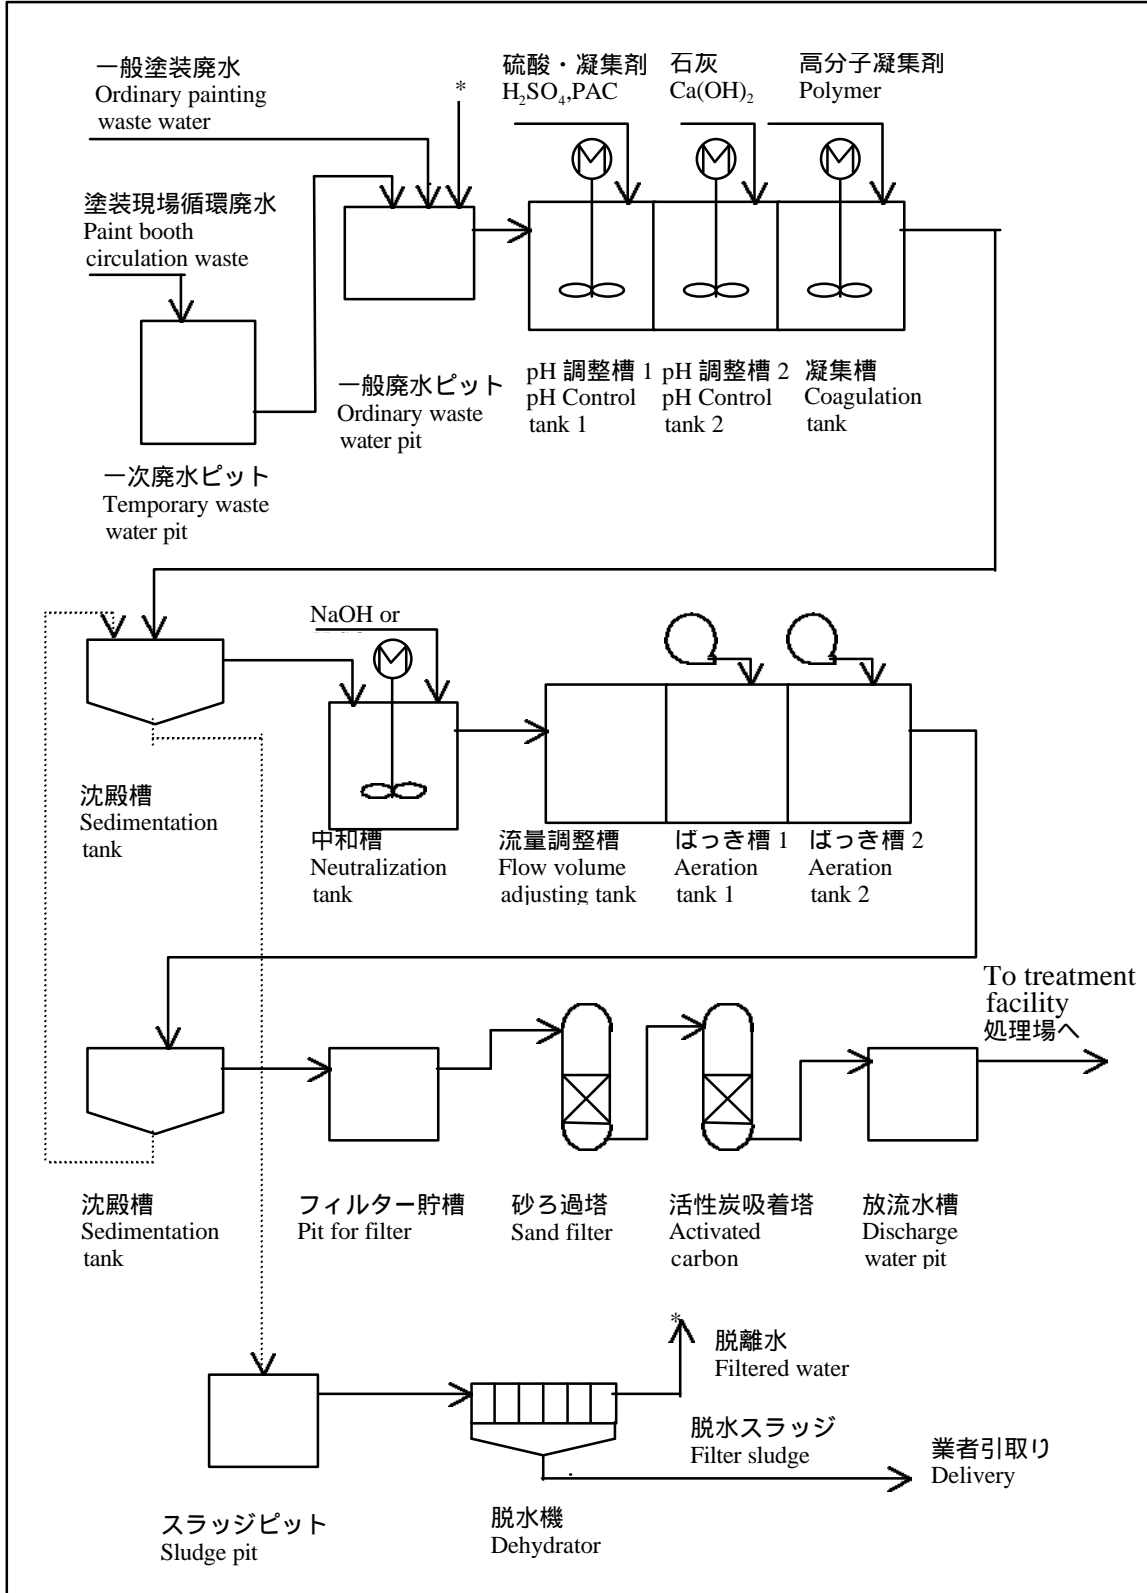 一般塗装廃水
Ordinary painting
waste water
*
硫酸・凝集剤
H₂SO₄,PAC
石灰
Ca(OH)₂
高分子凝集剤
Polymer
M
M
M
塗装現場循環廃水
Paint booth
circulation waste
一般廃水ピット
Ordinary waste
water pit
pH 調整槽 1
pH Control
tank 1
pH 調整槽 2
pH Control
tank 2
凝集槽
Coagulation
tank
一次廃水ピット
Temporary waste
water pit
NaOH or
M
沈殿槽
Sedimentation
tank
中和槽
Neutralization
tank
流量調整槽
Flow volume
adjusting tank
ばっき槽 1
Aeration
tank 1
ばっき槽 2
Aeration
tank 2
To treatment
facility
処理場へ
沈殿槽
Sedimentation
tank
フィルター貯槽
Pit for filter
砂ろ過塔
Sand filter
活性炭吸着塔
Activated
carbon
放流水槽
Discharge
water pit
*
脱離水
Filtered water
脱水スラッジ
Filter sludge
業者引取り
Delivery
スラッジピット
Sludge pit
脱水機
Dehydrator